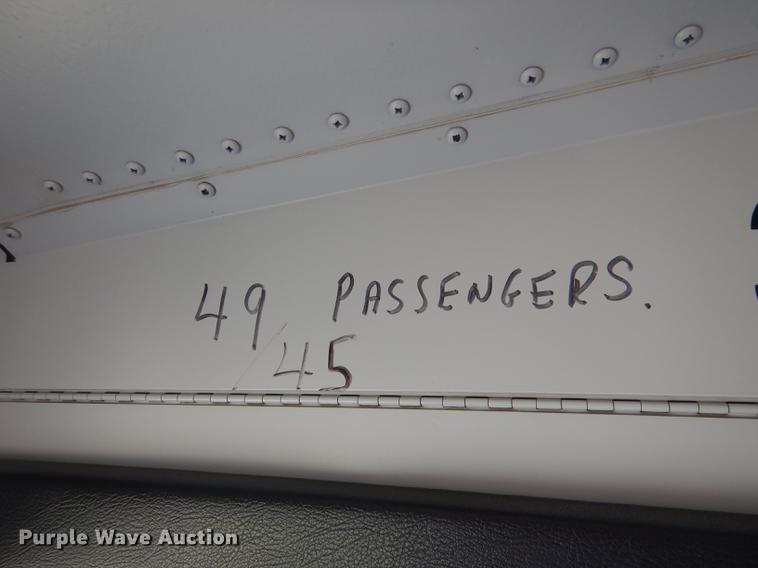 49 PASSENGERS.
/45
Purple Wave Auction